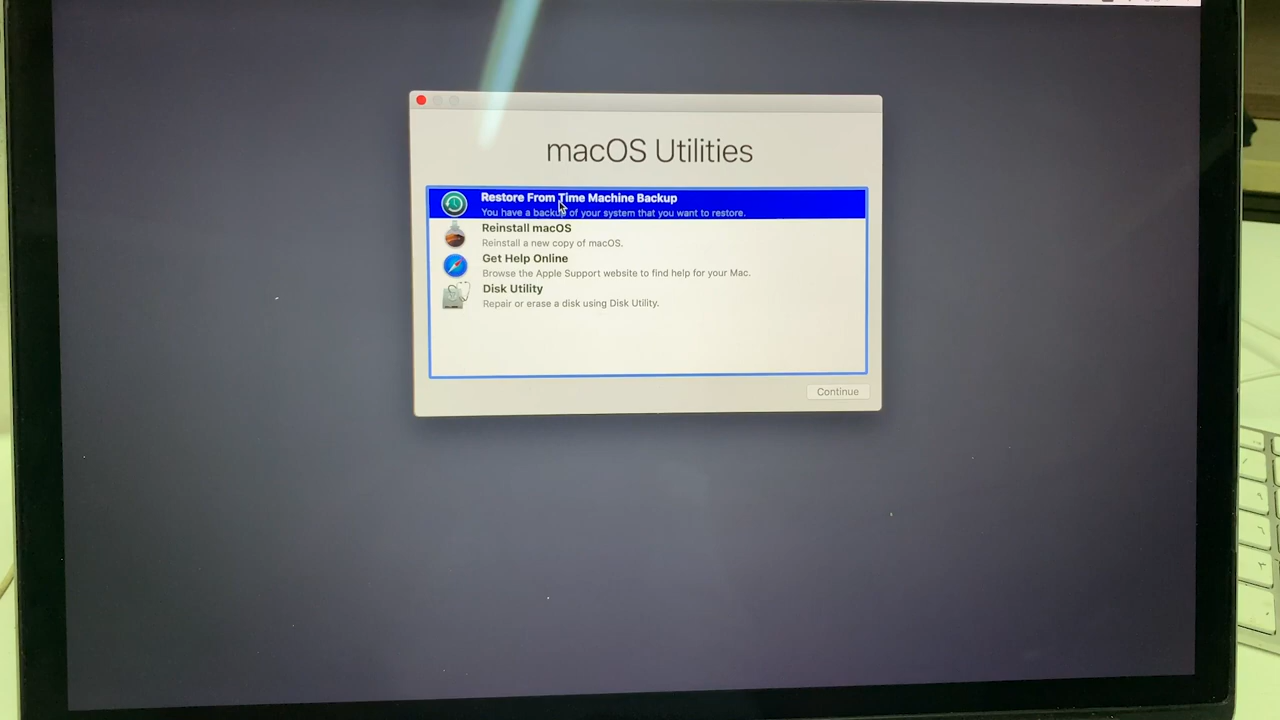 macOS Utilities
Restore From Time Machine Backup
You have a backup of your system that you want to restore.
Reinstall macOS
Reinstall a new copy of macOS.
Get Help Online
Browse the Apple Support website to find help for your Mac.
Disk Utility
Repair or erase a disk using Disk Utility.
Continue